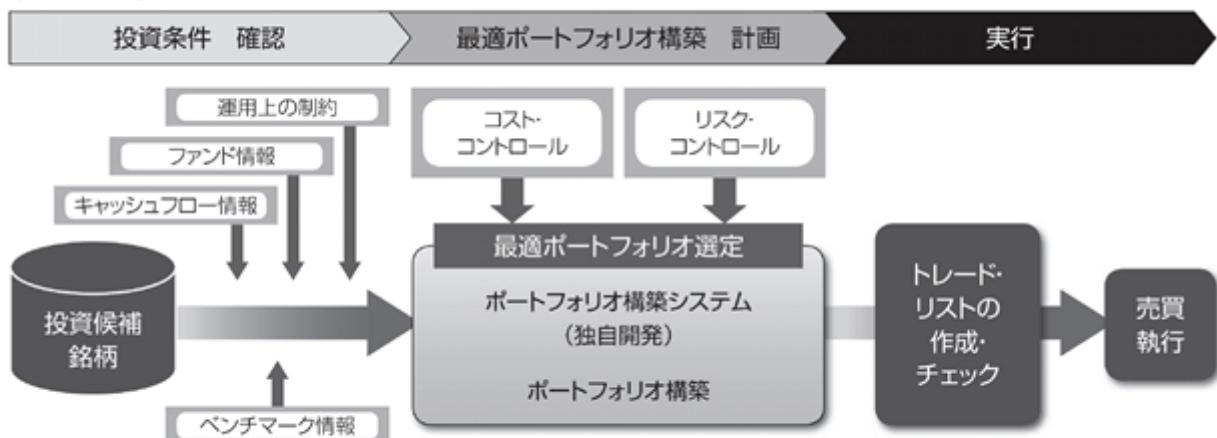 投資条件　確認
最適ポートフォリオ構築　計画
実行
運用上の制約
ファンド情報
キャッシュフロー情報
コスト・
コントロール
リスク・
コントロール
投資候補
銘柄
最適ポートフォリオ選定
ポートフォリオ構築システム
（独自開発）
ポートフォリオ構築
トレード・
リストの
作成・
チェック
売買
執行
ベンチマーク情報